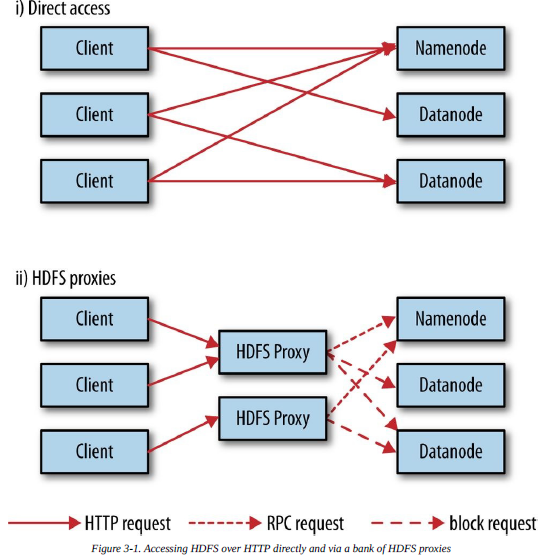 i) Direct access
Client
Namenode
Client
Datanode
Client
Datanode
ii) HDFS proxies
Client
Namenode
HDFS Proxy
Client
Datanode
HDFS Proxy
Client
Datanode
HTTP request
RPC request
block request
Figure 3-1. Accessing HDFS over HTTP directly and via a bank of HDFS proxies